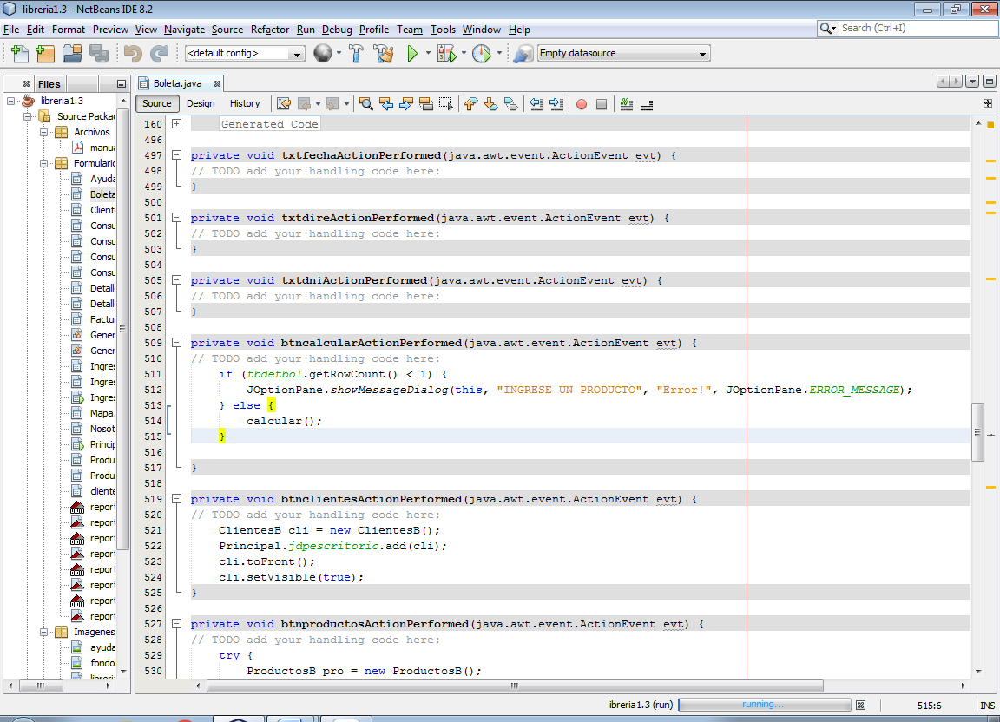 libreria1.3 - NetBeans IDE 8.2
File Edit Format Preview View Navigate Source Refactor Run Debug Profile Team Tools Window Help
Search (Ctrl+I)
<default config>
Empty datasource
Files
Boleta.java
Source Design History
libreria1.3
Source Packag
Archivos
manua
Formulario
Ayuda
Boleta
Client
Consu
Consu
Consu
Consu
Detall
Detall
Factur
Gener
Gener
Ingres
Ingres
Ingres
Mapa.
Nosot
Princip
Produ
Produ
cliente
report
report
report
report
report
report
report
report
Imagenes
ayuda
fondo
libreri
160 Generated Code
496
497 private void txtfechaActionPerformed(java.awt.event.ActionEvent evt) {
498 // TODO add your handling code here:
499 }
500
501 private void txtdireActionPerformed(java.awt.event.ActionEvent evt) {
502 // TODO add your handling code here:
503 }
504
505 private void txtdniActionPerformed(java.awt.event.ActionEvent evt) {
506 // TODO add your handling code here:
507 }
508
509 private void btncalcularActionPerformed(java.awt.event.ActionEvent evt) {
510 // TODO add your handling code here:
511 if (tbdetbol.getRowCount() < 1) {
512 JOptionPane.showMessageDialog(this, "INGRESE UN PRODUCTO", "Error!", JOptionPane.ERROR_MESSAGE);
513 } else {
514 calcular();
515 }
516
517 }
518
519 private void btnclientesActionPerformed(java.awt.event.ActionEvent evt) {
520 // TODO add your handling code here:
521 ClientesB cli = new ClientesB();
522 Principal.jdpescritorio.add(cli);
523 cli.toFront();
524 cli.setVisible(true);
525 }
526
527 private void btnproductosActionPerformed(java.awt.event.ActionEvent evt) {
528 // TODO add your handling code here:
529 try {
530 ProductosB pro = new ProductosB();
libreria1.3 (run) running... 515:6 INS